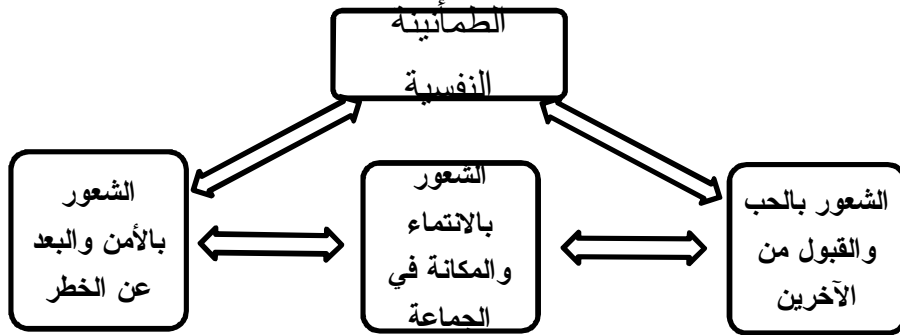 الطمأنينة
النفسية
الشعور بالحب
والقبول من
الآخرين
الشعور
بالانتماء
والمكانة في
الجماعة
الشعور
بالأمن والبعد
عن الخطر